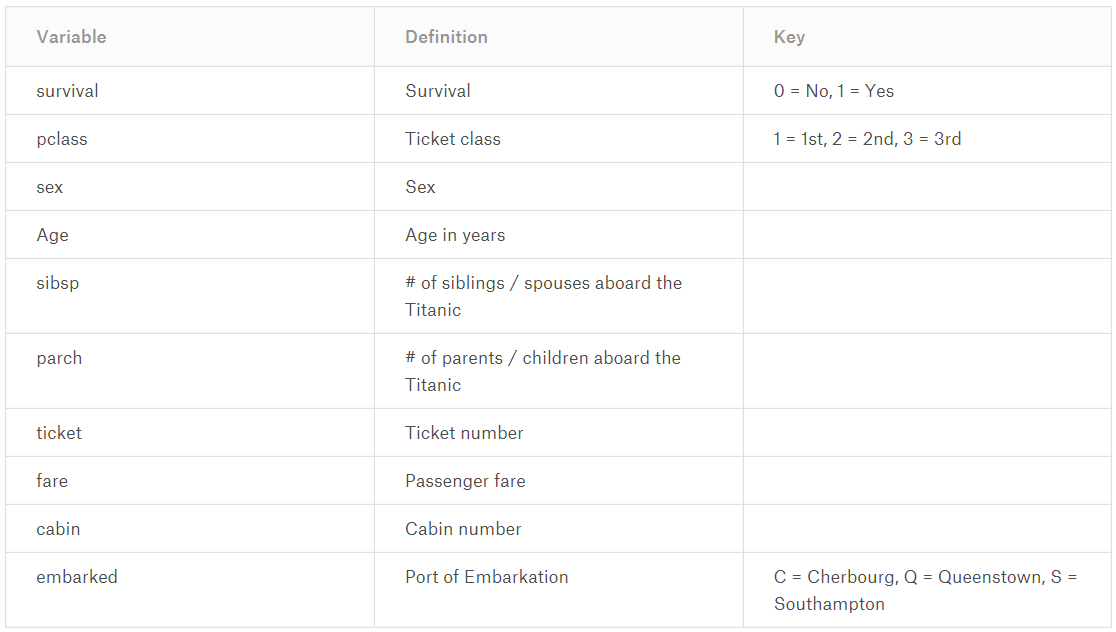 Variable Definition Key
survival Survival 0 = No, 1 = Yes
pclass Ticket class 1 = 1st, 2 = 2nd, 3 = 3rd
sex Sex
Age Age in years
sibsp # of siblings / spouses aboard the
Titanic
parch # of parents / children aboard the
Titanic
ticket Ticket number
fare Passenger fare
cabin Cabin number
embarked Port of Embarkation C = Cherbourg, Q = Queenstown, S =
Southampton